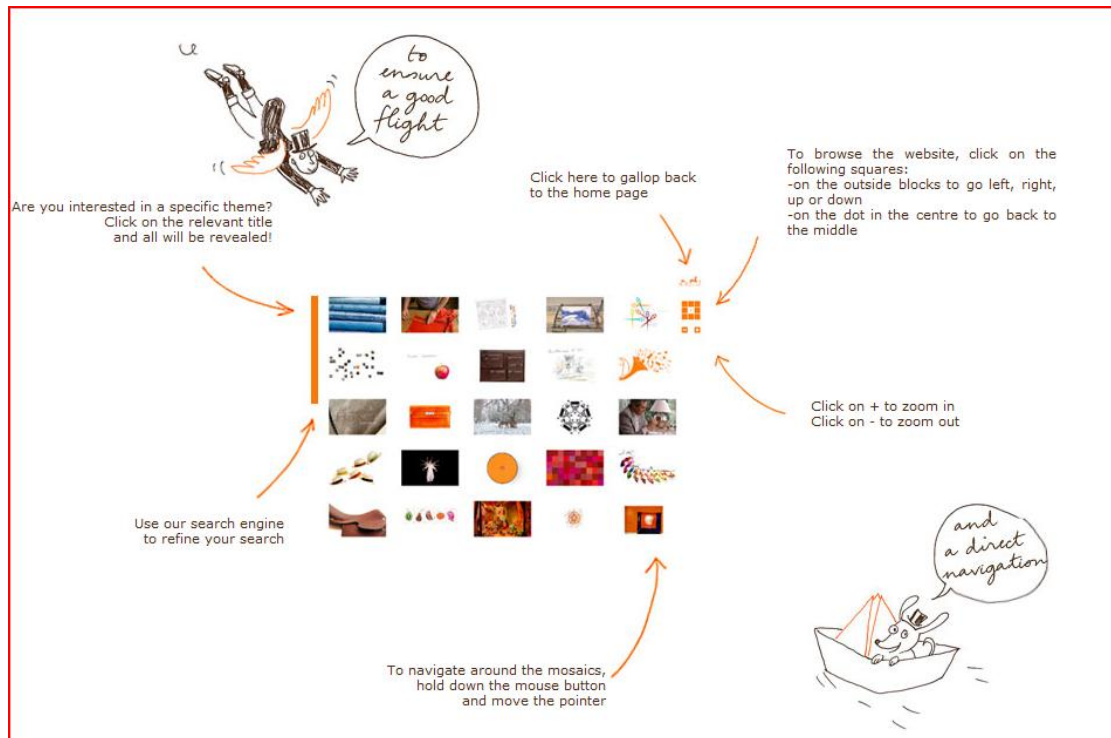 to
ensure
a good
flight
Are you interested in a specific theme?
Click on the relevant title
and all will be revealed!
Click here to gallop back
to the home page
To browse the website, click on the
following squares:
-on the outside blocks to go left, right,
up or down
-on the dot in the centre to go back to
the middle
Click on + to zoom in
Click on - to zoom out
Use our search engine
to refine your search
To navigate around the mosaics,
hold down the mouse button
and move the pointer
and
a direct
navigation